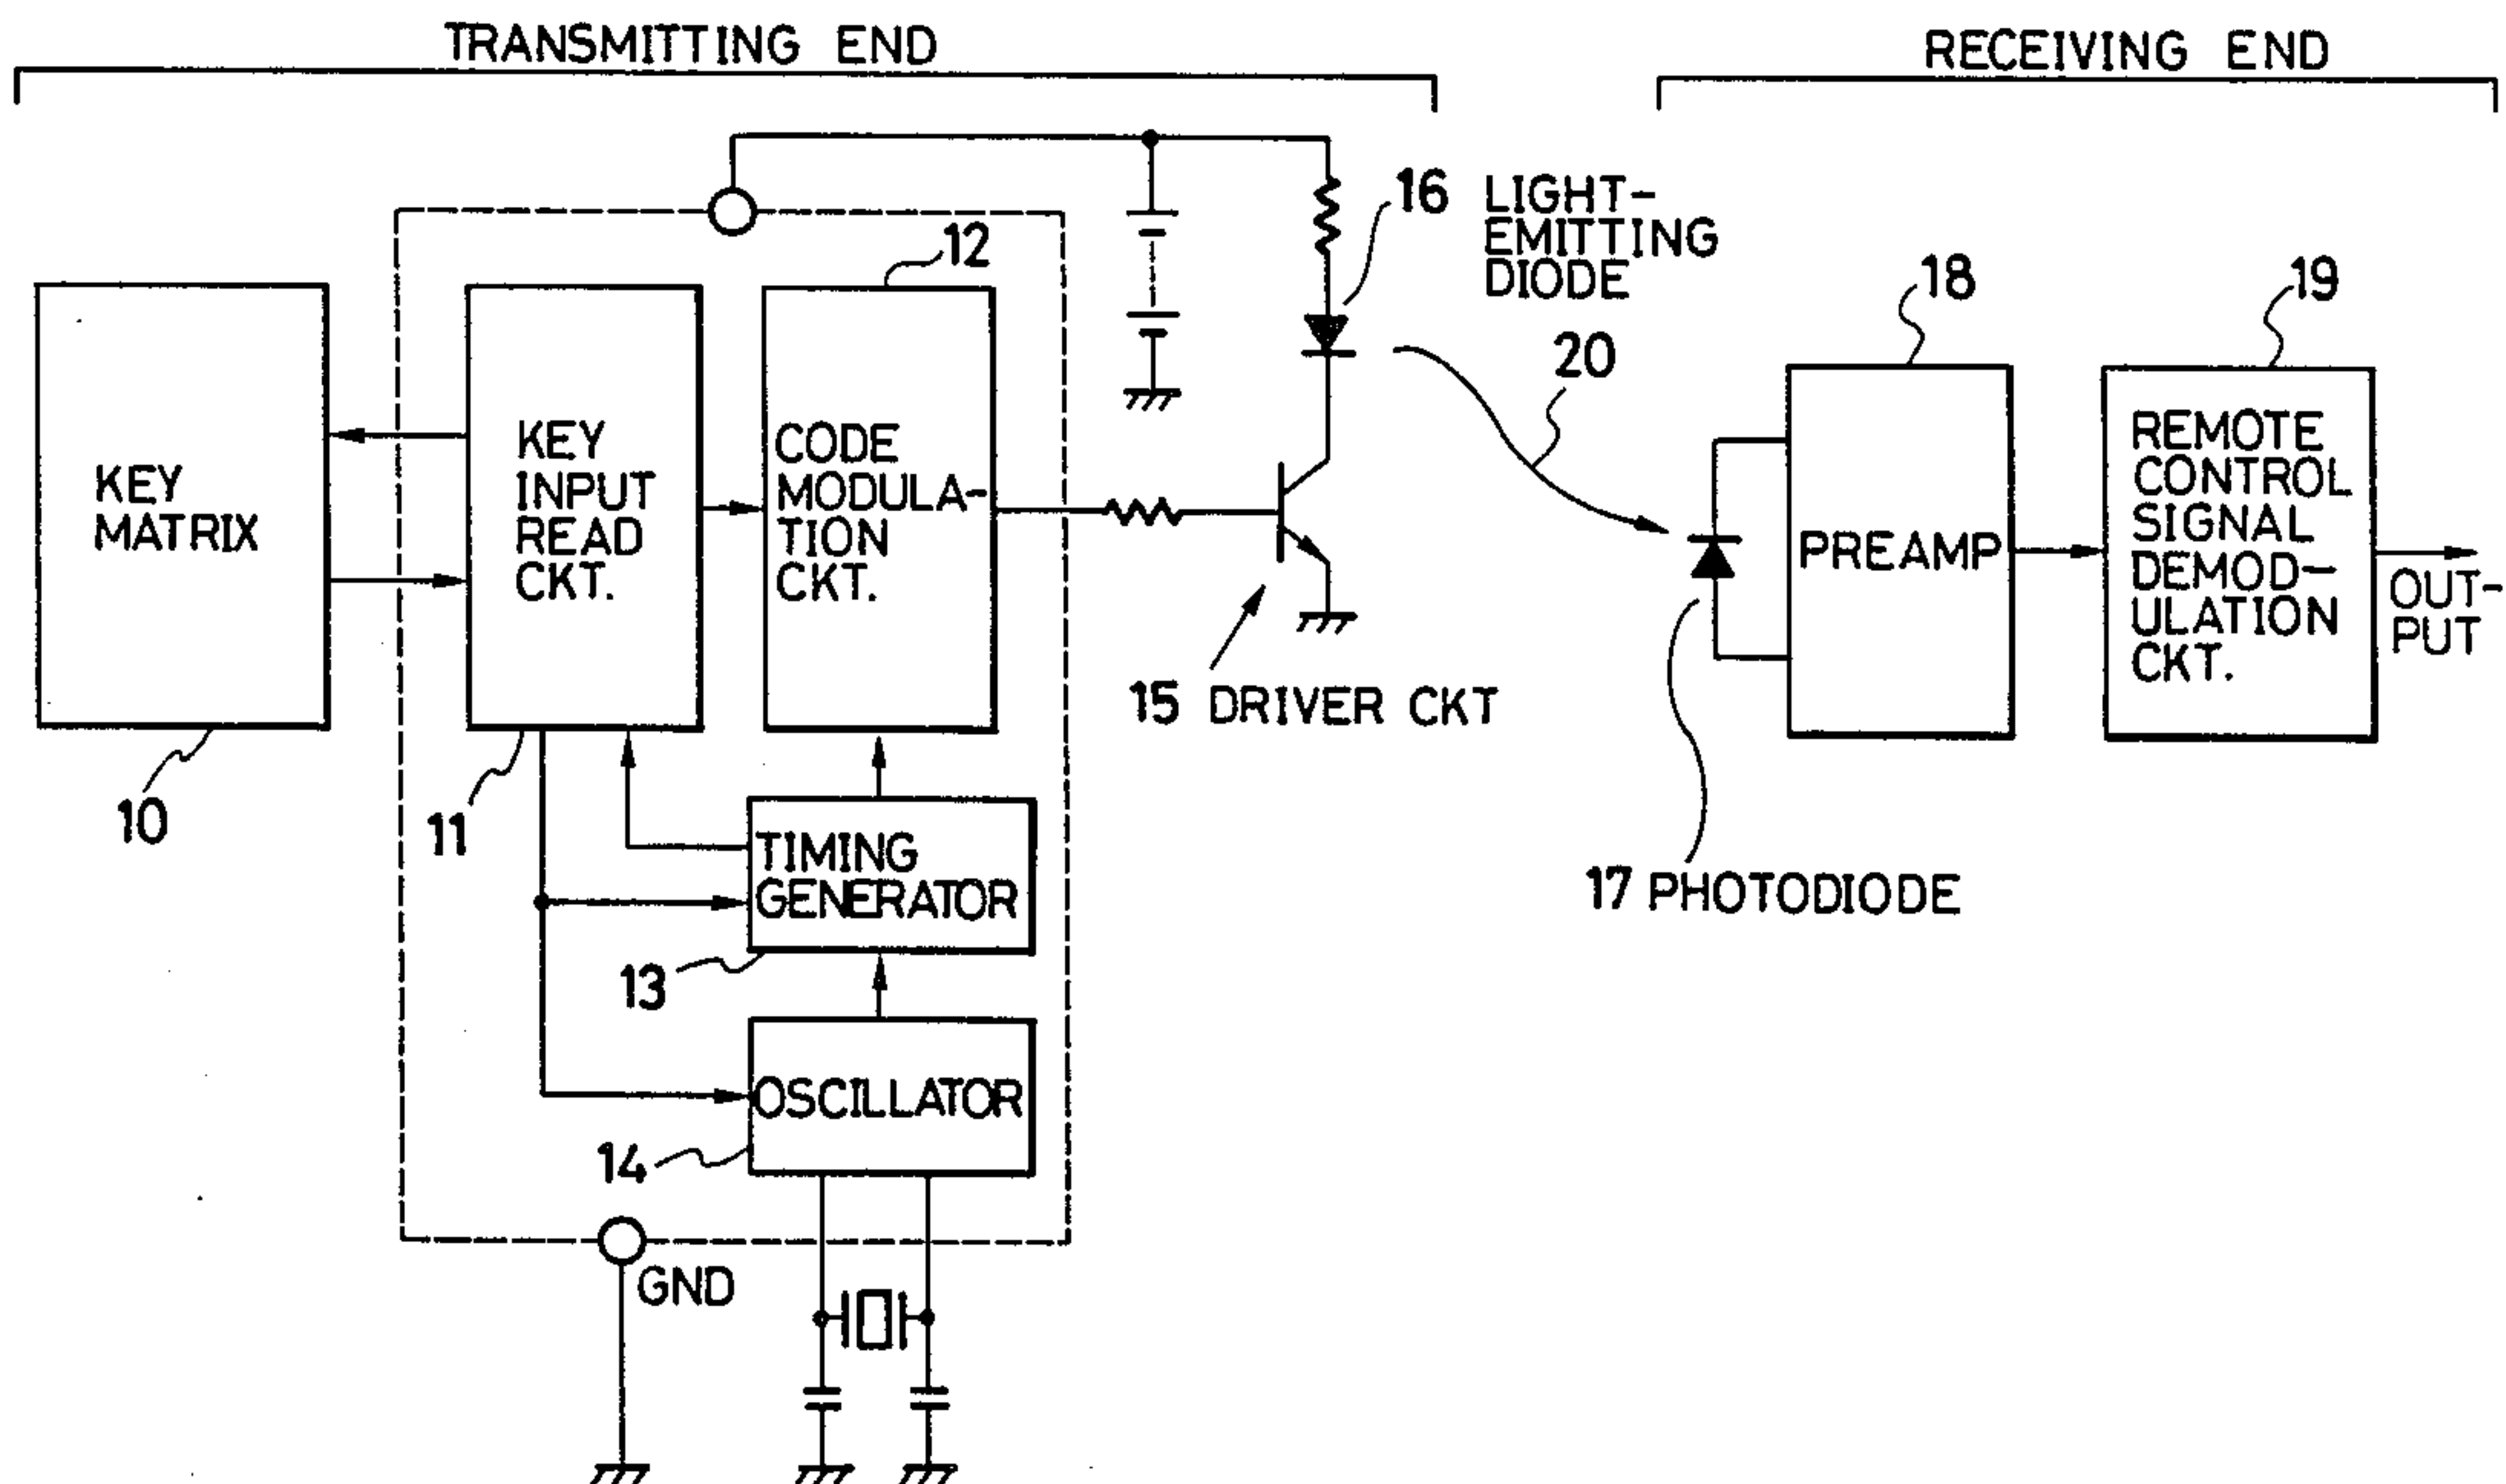 TRANSMITTING END
RECEIVING END
16 LIGHT-
EMITTING
DIODE
12
20
18
19
KEY
MATRIX
10
KEY
INPUT
READ
CKT.
11
CODE
MODULA-
TION
CKT.
15 DRIVER CKT
TIMING
GENERATOR
13
OSCILLATOR
14
GND
17 PHOTODIODE
PREAMP
REMOTE
CONTROL
SIGNAL
DEMOD-
ULATION
CKT.
OUT-
PUT